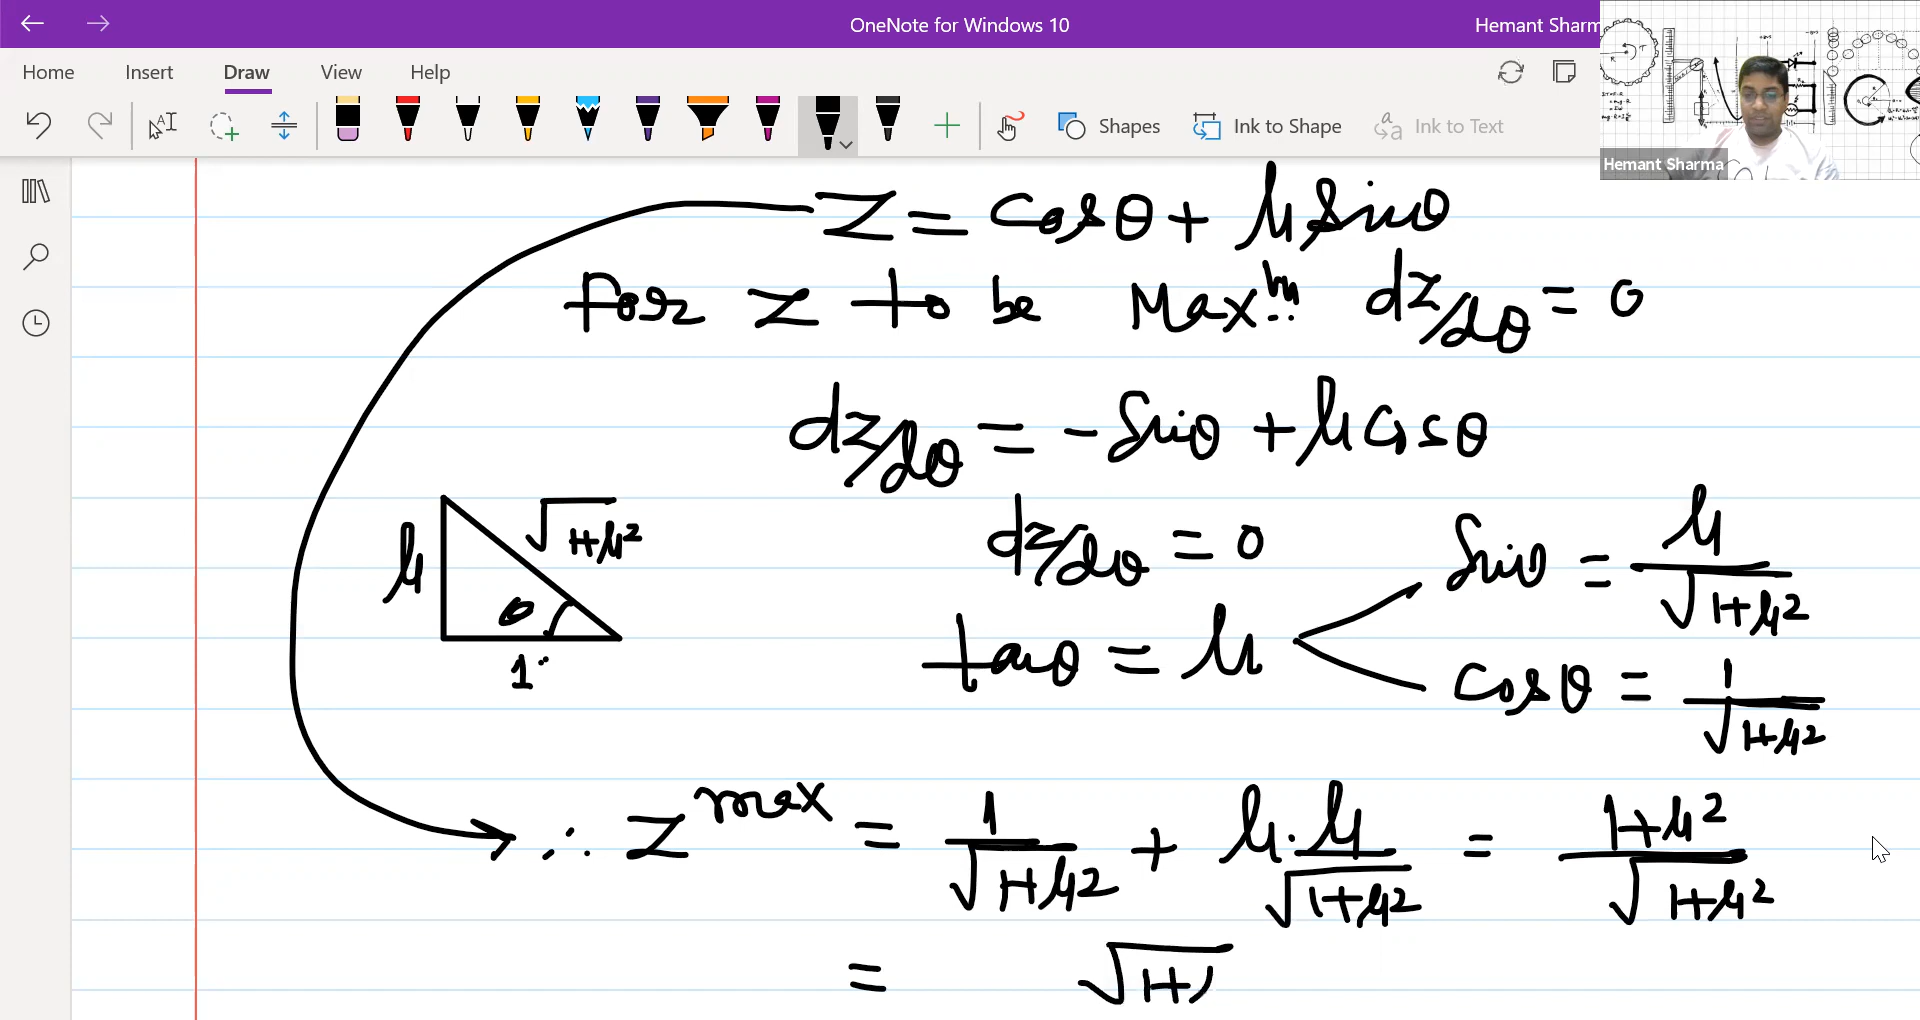 OneNote for Windows 10
Hemant Sharm
Home Insert Draw View Help
Shapes Ink to Shape Ink to Text
Hemant Sharma
Z = cosθ + μ sinθ
for z to be Maxᵐ dz/dθ = 0
dz/dθ = - sinθ + μ cosθ
dz/dθ = 0
tanθ = μ
sinθ = μ/√1+μ²
cosθ = 1/√1+μ²
μ √1+μ² θ 1
∴ z^max = 1/√1+μ² + μ·μ/√1+μ² = 1+μ²/√1+μ²
= √1+